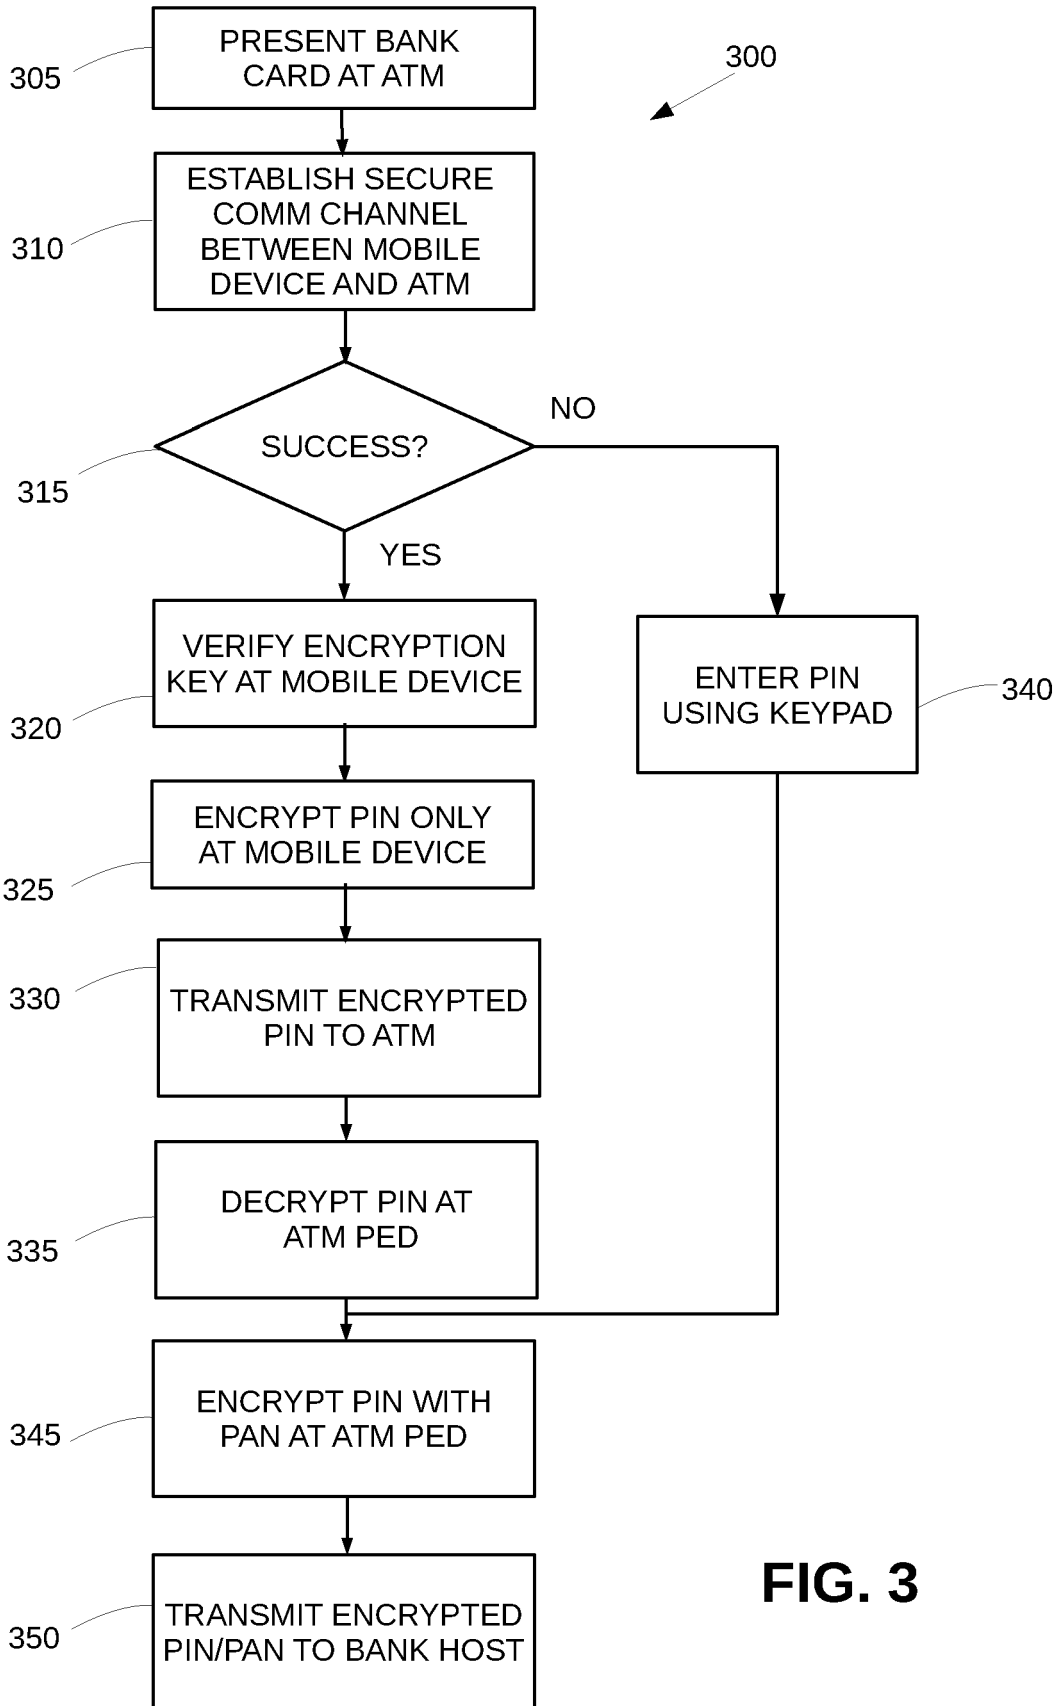 PRESENT BANK
CARD AT ATM
305
300
ESTABLISH SECURE
COMM CHANNEL
BETWEEN MOBILE
DEVICE AND ATM
310
SUCCESS?
NO
315
YES
VERIFY ENCRYPTION
KEY AT MOBILE DEVICE
320
ENTER PIN
USING KEYPAD
340
ENCRYPT PIN ONLY
AT MOBILE DEVICE
325
TRANSMIT ENCRYPTED
PIN TO ATM
330
DECRYPT PIN AT
ATM PED
335
ENCRYPT PIN WITH
PAN AT ATM PED
345
TRANSMIT ENCRYPTED
PIN/PAN TO BANK HOST
350
FIG. 3